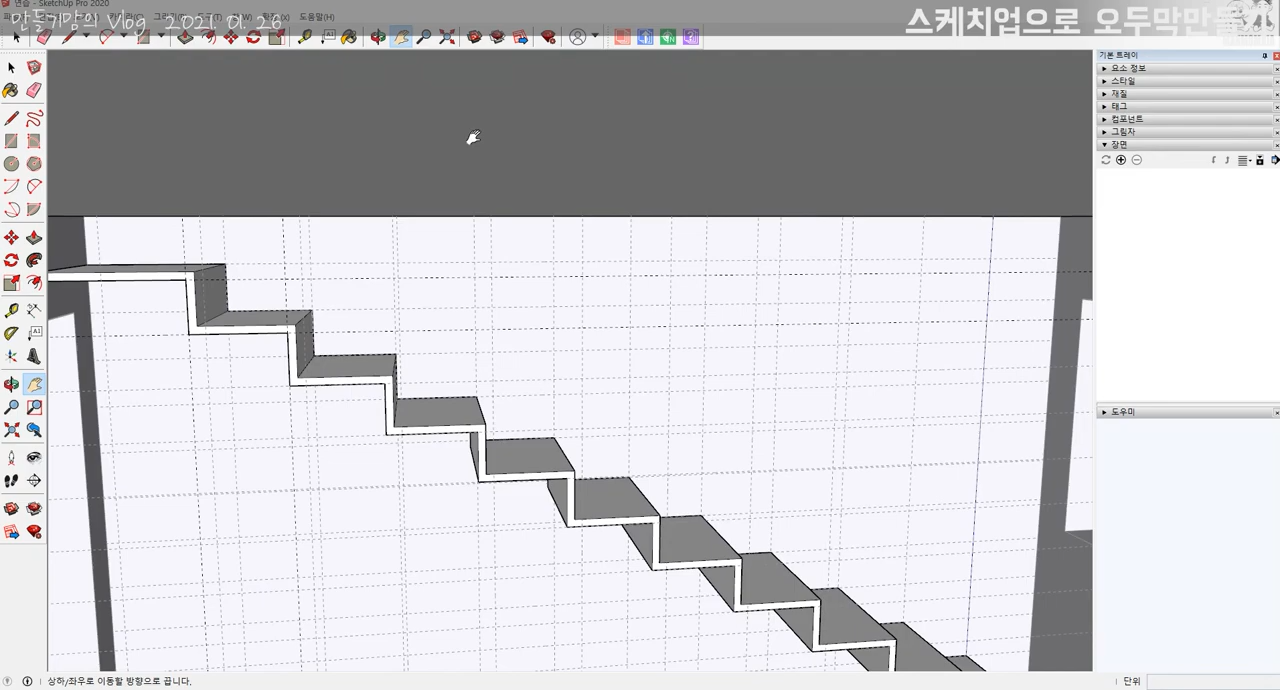 연습 - SketchUp Pro 2020
만들기맘의 Vlog 2021. 01. 26
스케치업으로 오두막만들기
도움말(H)
기본 트레이
요소 정보
스타일
재질
태그
컴포넌트
그림자
장면
도우미
상하/좌우로 이동할 방향으로 끕니다.
단위